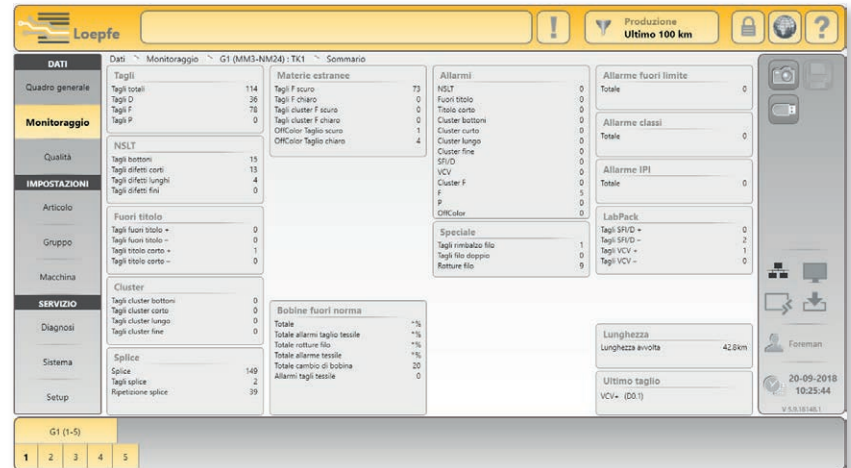 Loepfe
!
Produzione
Ultimo 100 km
?
DATI
Quadro generale
Monitoraggio
Qualità
IMPOSTAZIONI
Articolo
Gruppo
Macchina
SERVIZIO
Diagnosi
Sistema
Setup
Dati Monitoraggio G1 (MM3-NM24) : TK1 Sommario
Tagli
Tagli totali 114
Tagli D 36
Tagli F 78
Tagli P 0
NSLT
Tagli bottoni 15
Tagli difetti corti 13
Tagli difetti lunghi 4
Tagli difetti fini 0
Fuori titolo
Tagli fuori titolo + 0
Tagli fuori titolo − 0
Tagli titolo corto + 1
Tagli titolo corto − 0
Cluster
Tagli cluster bottoni 0
Tagli cluster corto 0
Tagli cluster lungo 0
Tagli cluster fine 0
Splice
Splice 149
Tagli splice 2
Ripetizione splice 39
Materie estranee
Tagli F scuro 73
Tagli F chiaro 0
Tagli cluster F scuro 0
Tagli cluster F chiaro 0
OffColor Taglio scuro 1
OffColor Taglio chiaro 4
Bobine fuori norma
Totale *%
Totale allarmi taglio tessile *%
Totale rotture filo *%
Totale allarme tessile *%
Totale cambio di bobina 20
Allarmi tagli tessile 0
Allarmi
NSLT 0
Fuori titolo 0
Titolo corto 0
Cluster bottoni 0
Cluster curto 0
Cluster lungo 0
Cluster fine 0
SFI/D 0
VCV 0
Cluster F 0
F 5
P 0
OffColor 0
Speciale
Tagli rimbalzo filo 1
Tagli filo doppio 0
Rotture filo 9
Allarme fuori limite
Totale 0
Allarme classi
Totale 0
Allarme IPI
Totale 0
LabPack
Tagli SFI/D + 0
Tagli SFI/D − 2
Tagli VCV + 1
Tagli VCV − 0
Lunghezza
Lunghezza avvolta 42.8km
Ultimo taglio
VCV+ (D0.1)
Foreman
20-09-2018
10:25:44
V 5.0.18148.1
G1 (1-5)
1 2 3 4 5